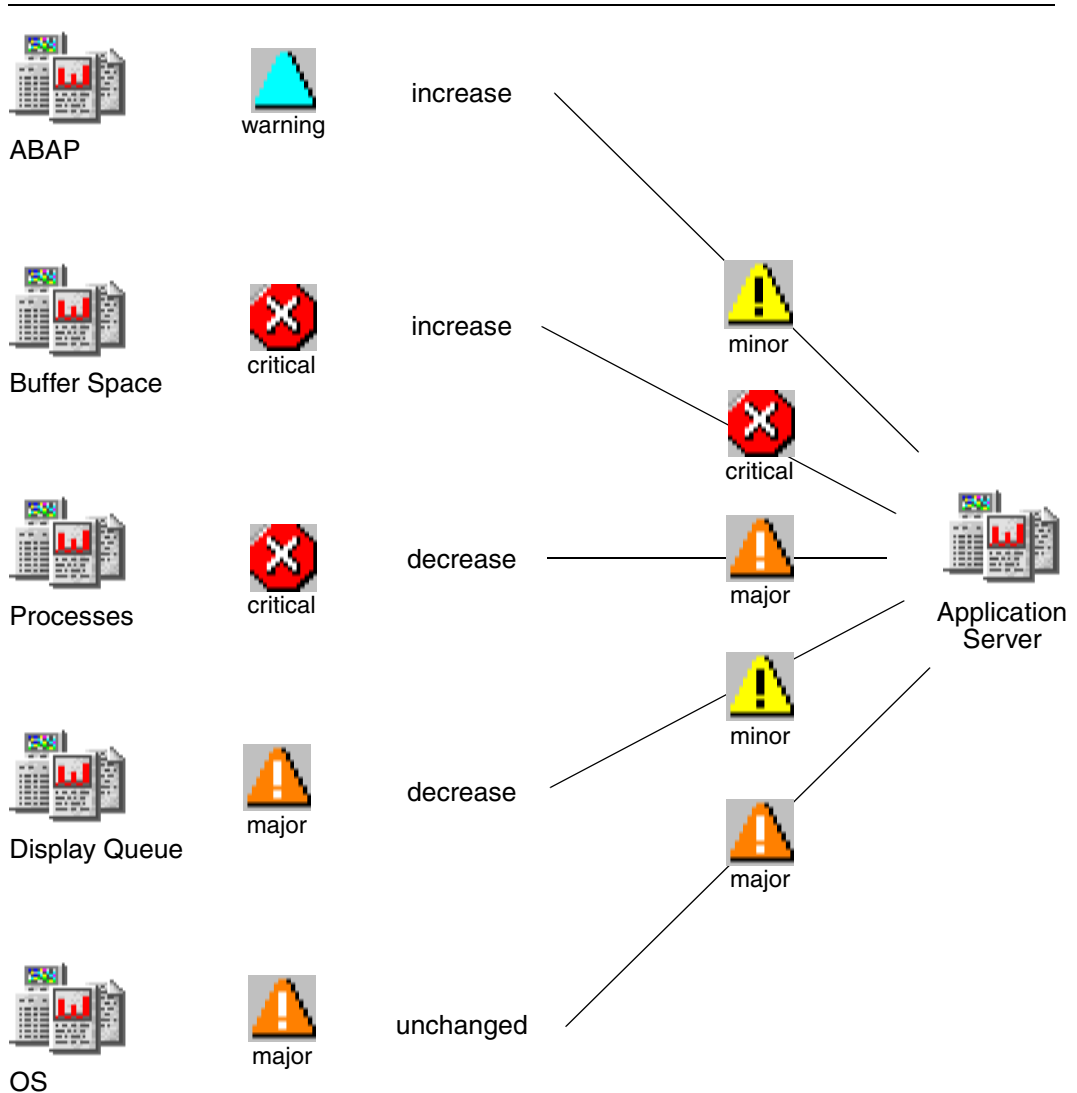 ABAP
warning
increase
minor
Buffer Space
critical
increase
critical
Processes
critical
decrease
major
Application
Server
Display Queue
major
decrease
minor
OS
major
unchanged
major